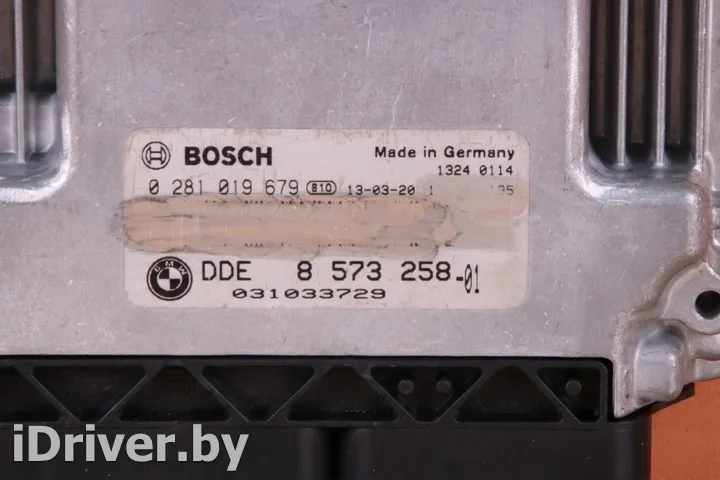 BOSCH Made in Germany
1324 0114
0 281 019 679 810 13-03-20
BMW DDE 8 573 258-01
031033729
iDriver.by